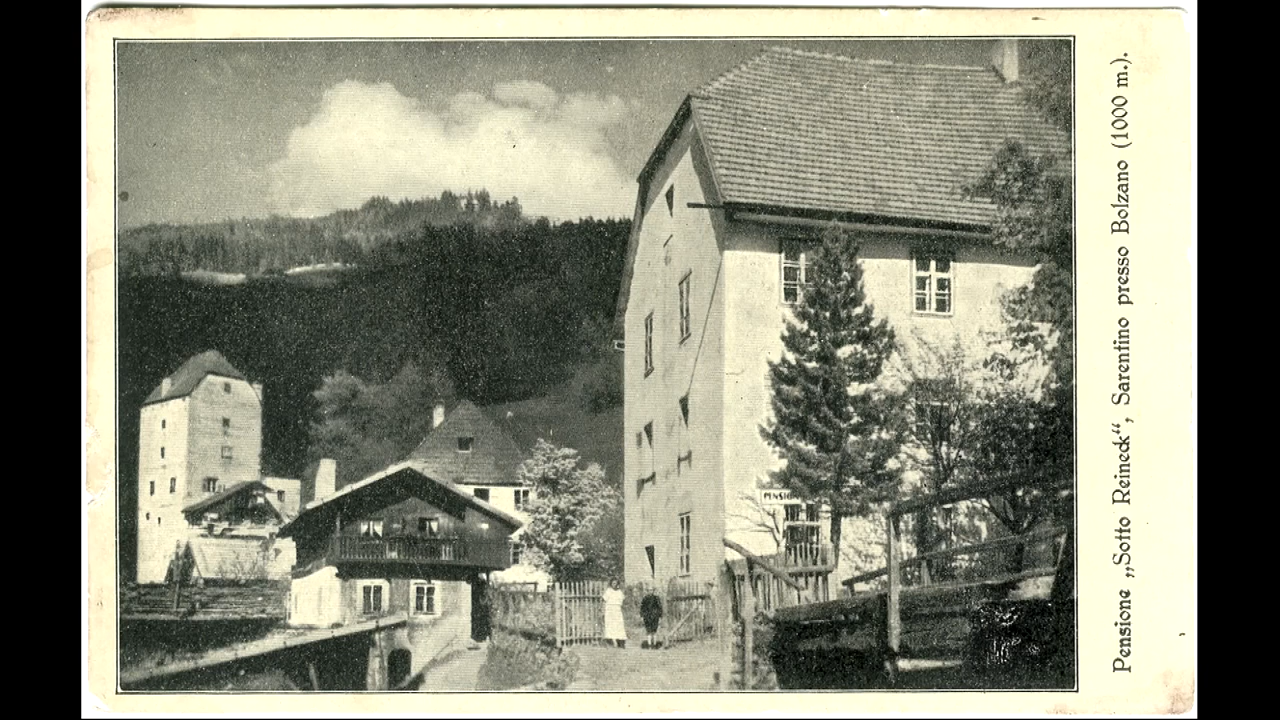 Pensione „Sotto Reineck“, Sarentino presso Bolzano (1000 m.).
PENSION